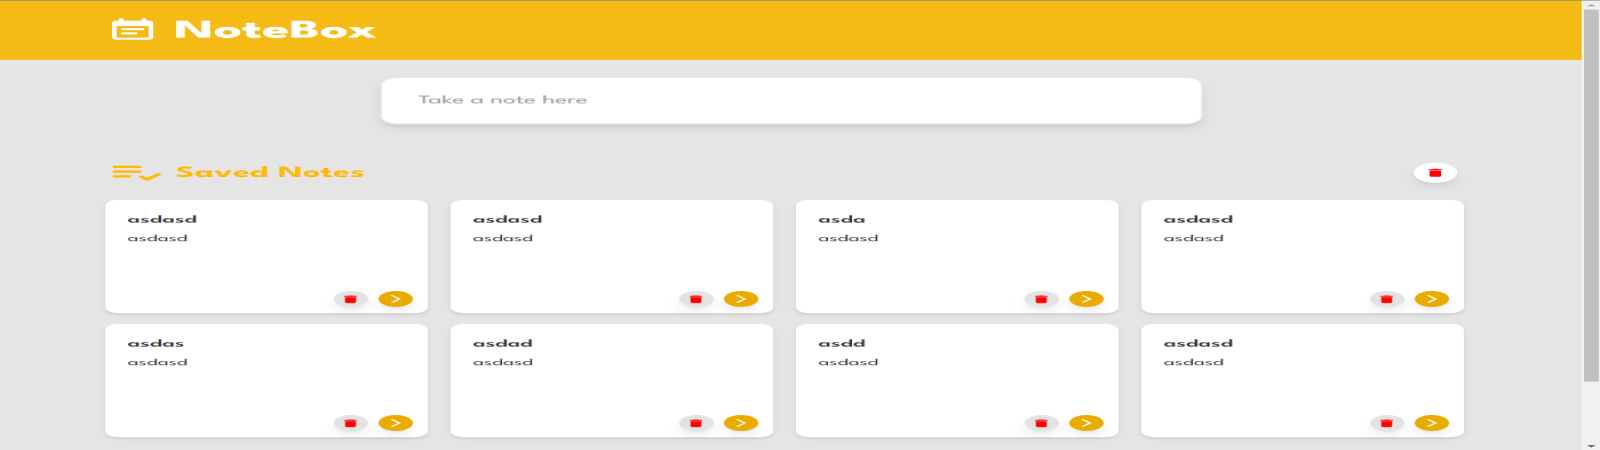 NoteBox
Take a note here
Saved Notes
asdasd
asdasd
asdasd
asdasd
asda
asdasd
asdasd
asdasd
asdas
asdasd
asdad
asdasd
asdd
asdasd
asdasd
asdasd